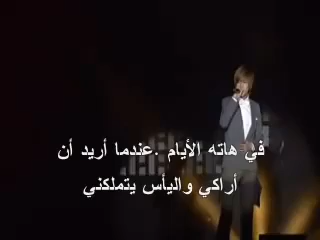 في هاته الأيام .عندما أريد أن
أراكي واليأس يتملكني